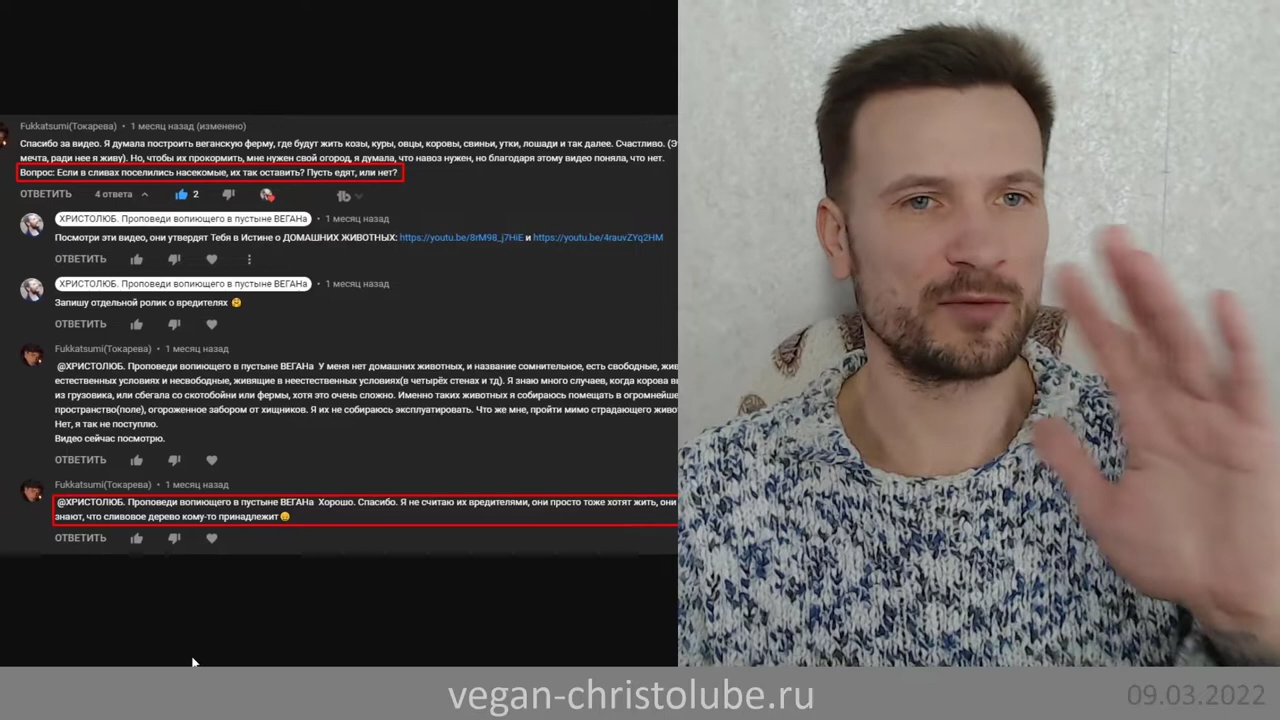 Fukkatsumi(Токарева) • 1 месяц назад (изменено)
Спасибо за видео. Я думала построить веганскую ферму, где будут жить козы, куры, овцы, коровы, свиньи, утки, лошади и так далее. Счастливо. (Э
мечта, ради нее я живу). Но, чтобы их прокормить, мне нужен свой огород, я думала, что навоз нужен, но благодаря этому видео поняла, что нет.
Вопрос: Если в сливах поселились насекомые, их так оставить? Пусть едят, или нет?
ОТВЕТИТЬ 4 ответа 2
ХРИСТОЛЮБ. Проповеди вопиющего в пустыне ВЕГАНа • 1 месяц назад
Посмотри эти видео, они утвердят Тебя в Истине о ДОМАШНИХ ЖИВОТНЫХ: https://youtu.be/8rM98_j7HiE и https://youtu.be/4rauvZYq2HM
ОТВЕТИТЬ
ХРИСТОЛЮБ. Проповеди вопиющего в пустыне ВЕГАНа • 1 месяц назад
Запишу отдельной ролик о вредителях
ОТВЕТИТЬ
Fukkatsumi(Токарева) • 1 месяц назад
@ХРИСТОЛЮБ. Проповеди вопиющего в пустыне ВЕГАНа У меня нет домашних животных, и название сомнительное, есть свободные, жив
естественных условиях и несвободные, живящие в неестественных условиях(в четырёх стенах и тд). Я знаю много случаев, когда корова вы
из грузовика, или сбегала со скотобойни или фермы, хотя это очень сложно. Именно таких животных я собираюсь помещать в огромнейше
пространство(поле), огороженное забором от хищников. Я их не собираюсь эксплуатировать. Что же мне, пройти мимо страдающего живо
Нет, я так не поступлю.
Видео сейчас посмотрю.
ОТВЕТИТЬ
Fukkatsumi(Токарева) • 1 месяц назад
@ХРИСТОЛЮБ. Проповеди вопиющего в пустыне ВЕГАНа Хорошо. Спасибо. Я не считаю их вредителями, они просто тоже хотят жить, они
знают, что сливовое дерево кому-то принадлежит
ОТВЕТИТЬ
vegan-christolube.ru
09.03.2022